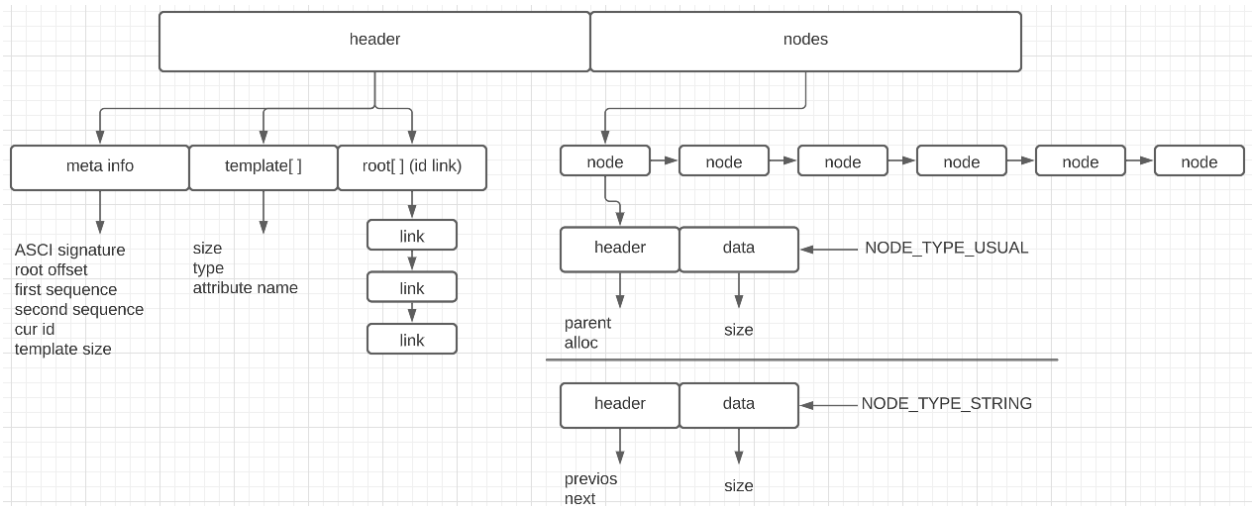 header
nodes
meta info
template[ ]
root[ ] (id link)
node
node
node
node
node
node
ASCI signature
root offset
first sequence
second sequence
cur id
template size
size
type
attribute name
link
link
link
header
data
NODE_TYPE_USUAL
parent
alloc
size
header
data
NODE_TYPE_STRING
previos
next
size